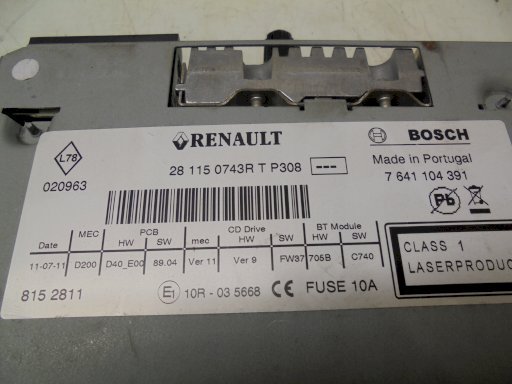 RENAULT BOSCH
L78
28 115 0743R T P308 --- Made in Portugal
020963 7 641 104 391
Pb
PCB CD Drive BT Module
Date MEC HW SW mec HW SW HW SW
11-07-11 D200 D40_E00 89.04 Ver 11 Ver 9 FW37 705B C740
CLASS 1
LASERPRODUC
815 2811 E1 10R - 03 5668 CE FUSE 10A